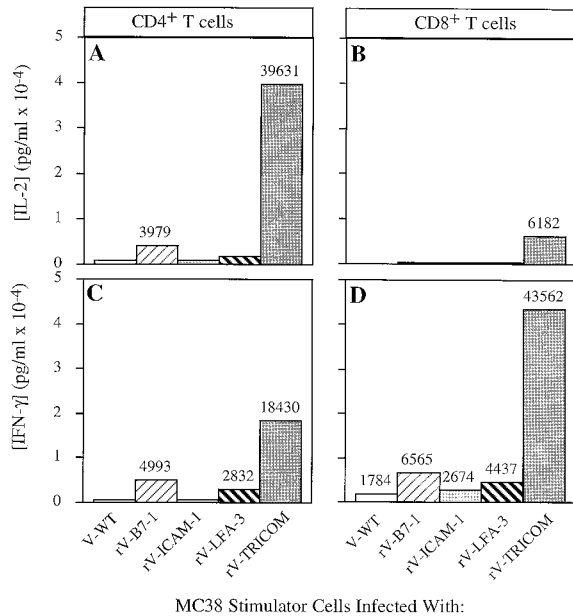 CD4+ T cells
CD8+ T cells
[IL-2] (pg/ml x 10-4)
5
4
3
2
1
0
A
3979
39631
B
6182
[IFN-γ] (pg/ml x 10-4)
5
4
3
2
1
0
C
4993
2832
18430
D
1784
6565
2674
4437
43562
V-WT
rV-B7-1
rV-ICAM-1
rV-LFA-3
rV-TRICOM
V-WT
rV-B7-1
rV-ICAM-1
rV-LFA-3
rV-TRICOM
MC38 Stimulator Cells Infected With: